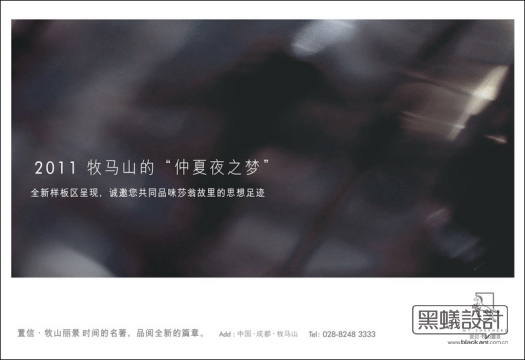 2011 牧马山的“仲夏夜之梦”
全新样板区呈现，诚邀您共同品味莎翁故里的思想足迹
置信·牧山丽景 时间的名著，品阅全新的篇章。 Add：中国·成都·牧马山 Tel：028-8248 3333
黑蟻設計
www.blackant.com.cn